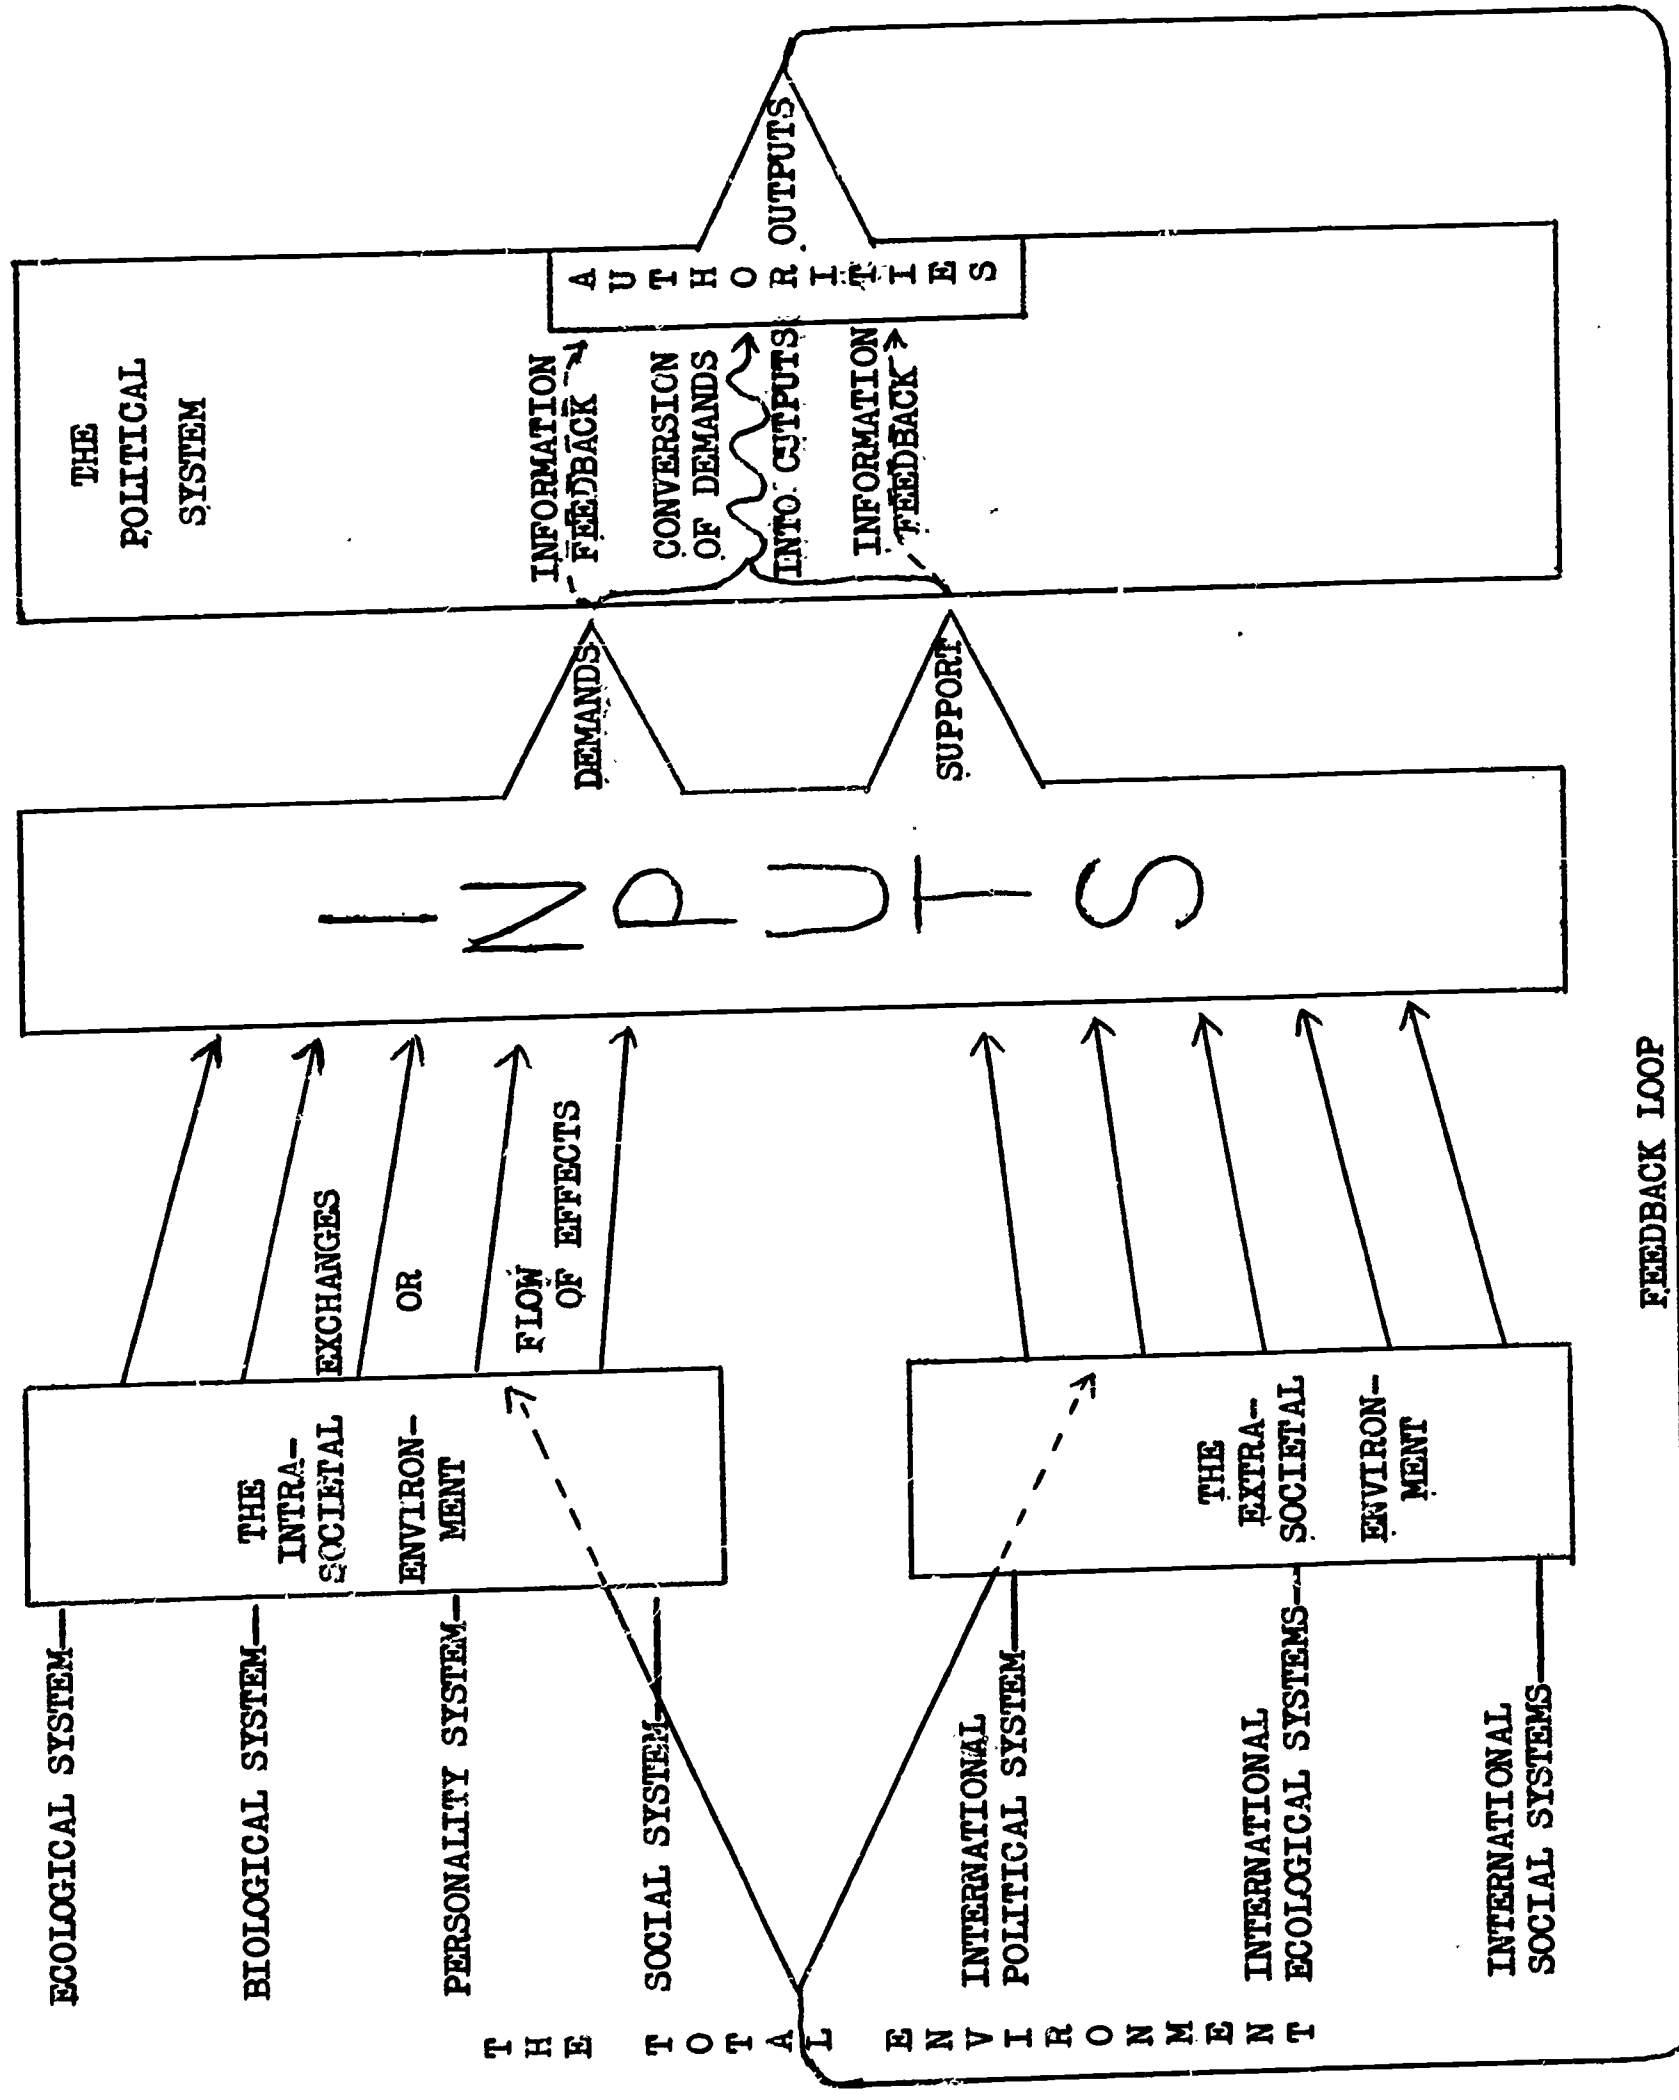 THE TOTAL ENVIRONMENT
ECOLOGICAL SYSTEM—
BIOLOGICAL SYSTEM—
PERSONALITY SYSTEM—
SOCIAL SYSTEM—
INTERNATIONAL
POLITICAL SYSTEM—
INTERNATIONAL
ECOLOGICAL SYSTEMS—
INTERNATIONAL
SOCIAL SYSTEMS—
THE
INTRA-
SOCIETAL
ENVIRON-
MENT
THE
EXTRA-
SOCIETAL
ENVIRON-
MENT
EXCHANGES
OR
FLOW
OF EFFECTS
INPUTS
DEMANDS
SUPPORT
THE
POLITICAL
SYSTEM
INFORMATION
FEEDBACK
CONVERSION
OF DEMANDS
INTO OUTPUTS
INFORMATION
FEEDBACK
AUTHORITIES
OUTPUTS
FEEDBACK LOOP